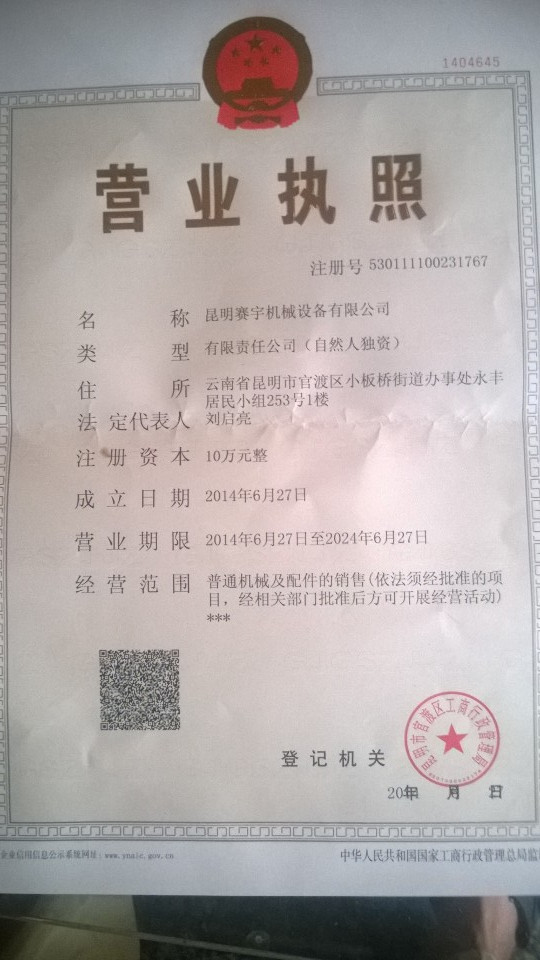 1404645
营业执照
注册号 530111100231767
名称 昆明赛宇机械设备有限公司
类型 有限责任公司（自然人独资）
住所 云南省昆明市官渡区小板桥街道办事处永丰
居民小组253号1楼
法定代表人 刘启亮
注册资本 10万元整
成立日期 2014年6月27日
营业期限 2014年6月27日至2024年6月27日
经营范围 普通机械及配件的销售(依法须经批准的项
目，经相关部门批准后方可开展经营活动)
***
昆明市官渡区工商行政管理局
登记机关
年 月 日
企业信用信息公示系统网址: www.ynaic.gov.cn
中华人民共和国国家工商行政管理总局监